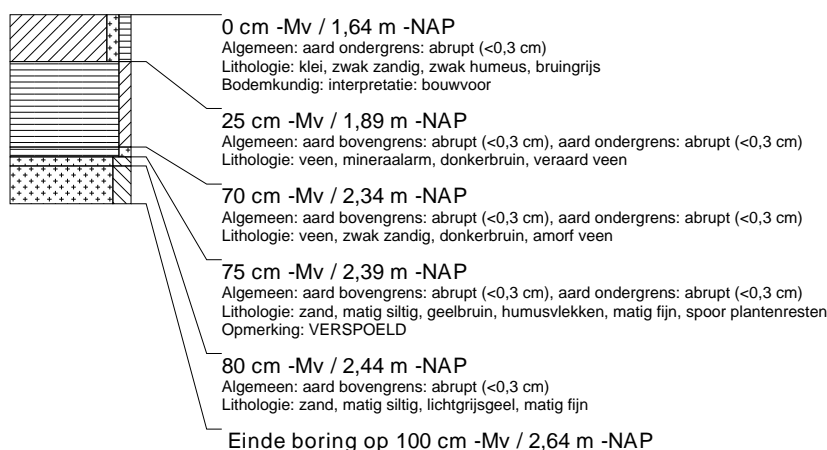 0 cm -Mv / 1,64 m -NAP
Algemeen: aard ondergrens: abrupt (<0,3 cm)
Lithologie: klei, zwak zandig, zwak humeus, bruingrijs
Bodemkundig: interpretatie: bouwvoor
25 cm -Mv / 1,89 m -NAP
Algemeen: aard bovengrens: abrupt (<0,3 cm), aard ondergrens: abrupt (<0,3 cm)
Lithologie: veen, mineraalarm, donkerbruin, veraard veen
70 cm -Mv / 2,34 m -NAP
Algemeen: aard bovengrens: abrupt (<0,3 cm), aard ondergrens: abrupt (<0,3 cm)
Lithologie: veen, zwak zandig, donkerbruin, amorf veen
75 cm -Mv / 2,39 m -NAP
Algemeen: aard bovengrens: abrupt (<0,3 cm), aard ondergrens: abrupt (<0,3 cm)
Lithologie: zand, matig siltig, geelbruin, humusvlekken, matig fijn, spoor plantenresten
Opmerking: VERSPOELD
80 cm -Mv / 2,44 m -NAP
Algemeen: aard bovengrens: abrupt (<0,3 cm)
Lithologie: zand, matig siltig, lichtgrijsgeel, matig fijn
Einde boring op 100 cm -Mv / 2,64 m -NAP